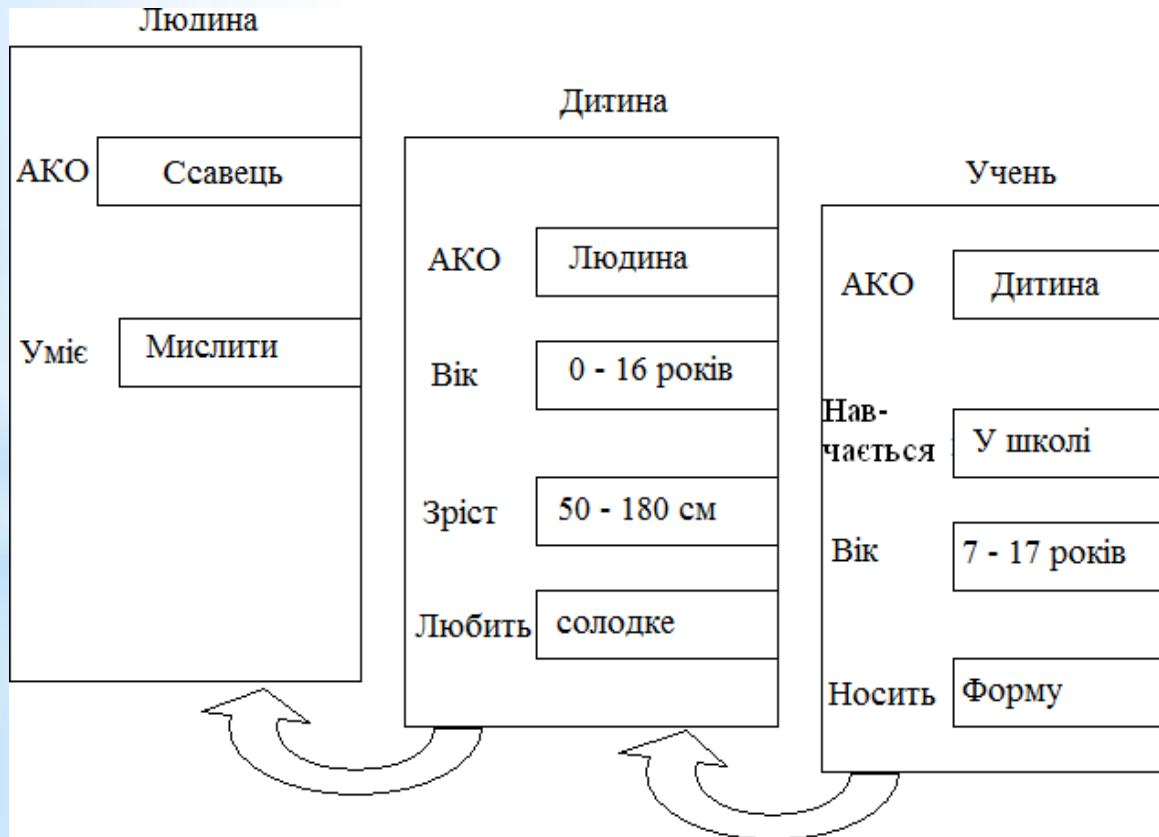 Людина
АКО Ссавець
Уміє Мислити
Дитина
АКО Людина
Вік 0 - 16 років
Зріст 50 - 180 см
Любить солодке
Учень
АКО Дитина
Нав-
чається У школі
Вік 7 - 17 років
Носить Форму